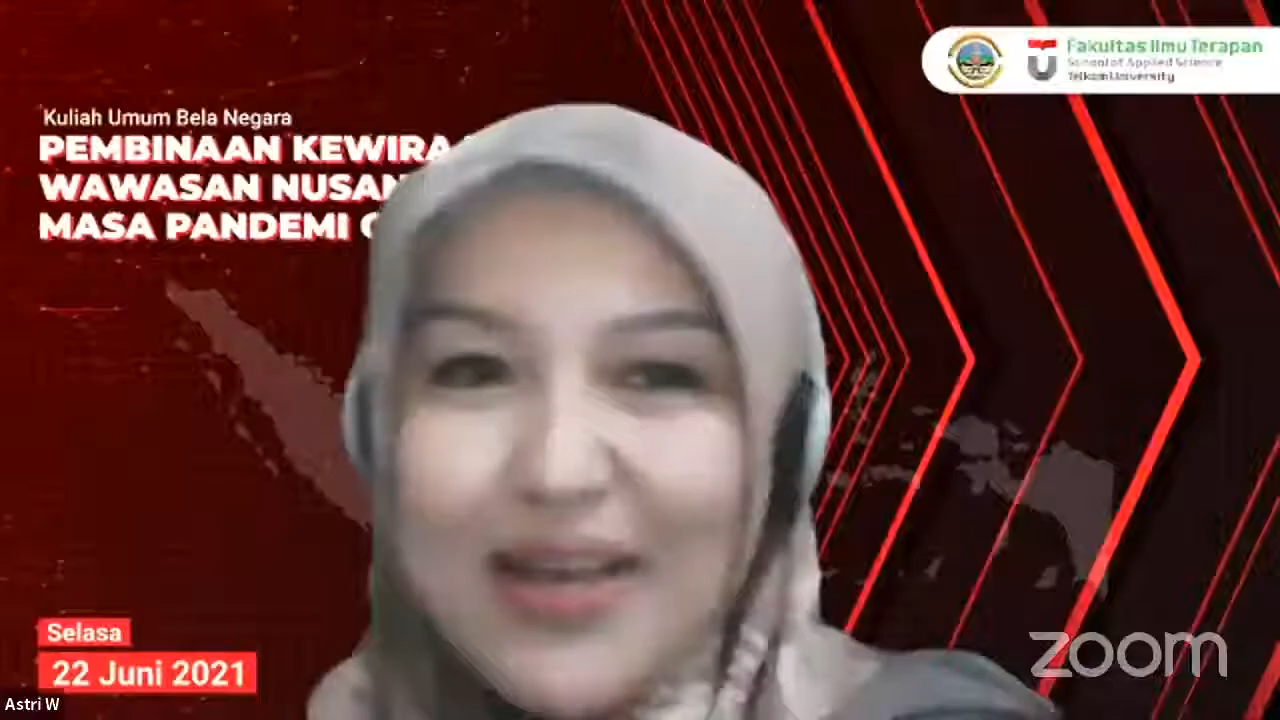 Kuliah Umum Bela Negara
PEMBINAAN KEWIRA
WAWASAN NUSAN
MASA PANDEMI
Fakultas Ilmu Terapan
School of Applied Science
Telkom University
Selasa
22 Juni 2021
Astri W
zoom